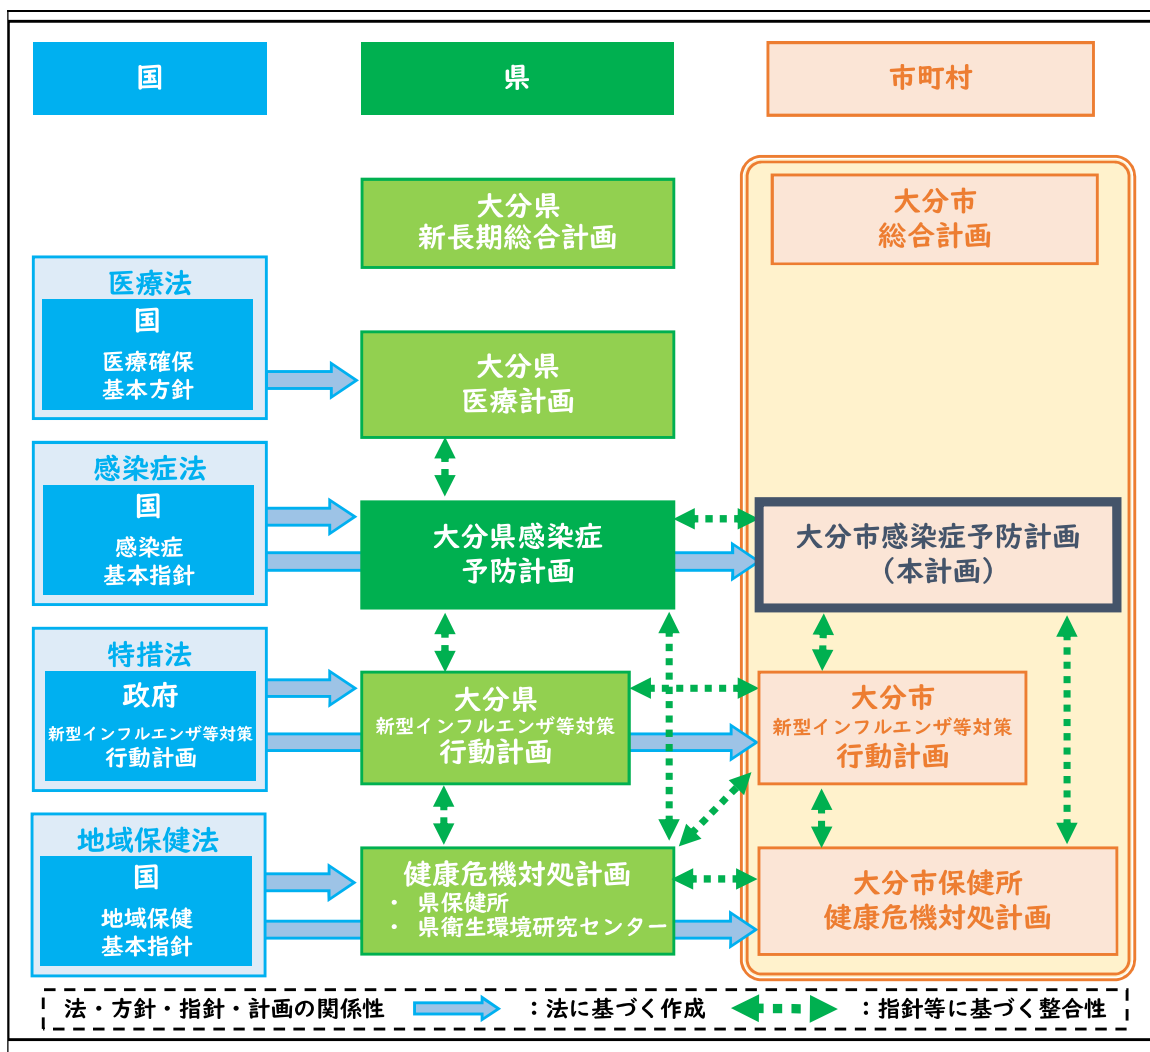 国
県
市町村
大分県
新長期総合計画
大分市
総合計画
医療法
国
医療確保
基本方針
大分県
医療計画
感染症法
国
感染症
基本指針
大分県感染症
予防計画
大分市感染症予防計画
（本計画）
特措法
政府
新型インフルエンザ等対策
行動計画
大分県
新型インフルエンザ等対策
行動計画
大分市
新型インフルエンザ等対策
行動計画
地域保健法
国
地域保健
基本指針
健康危機対処計画
・ 県保健所
・ 県衛生環境研究センター
大分市保健所
健康危機対処計画
法・方針・指針・計画の関係性 ：法に基づく作成 ：指針等に基づく整合性